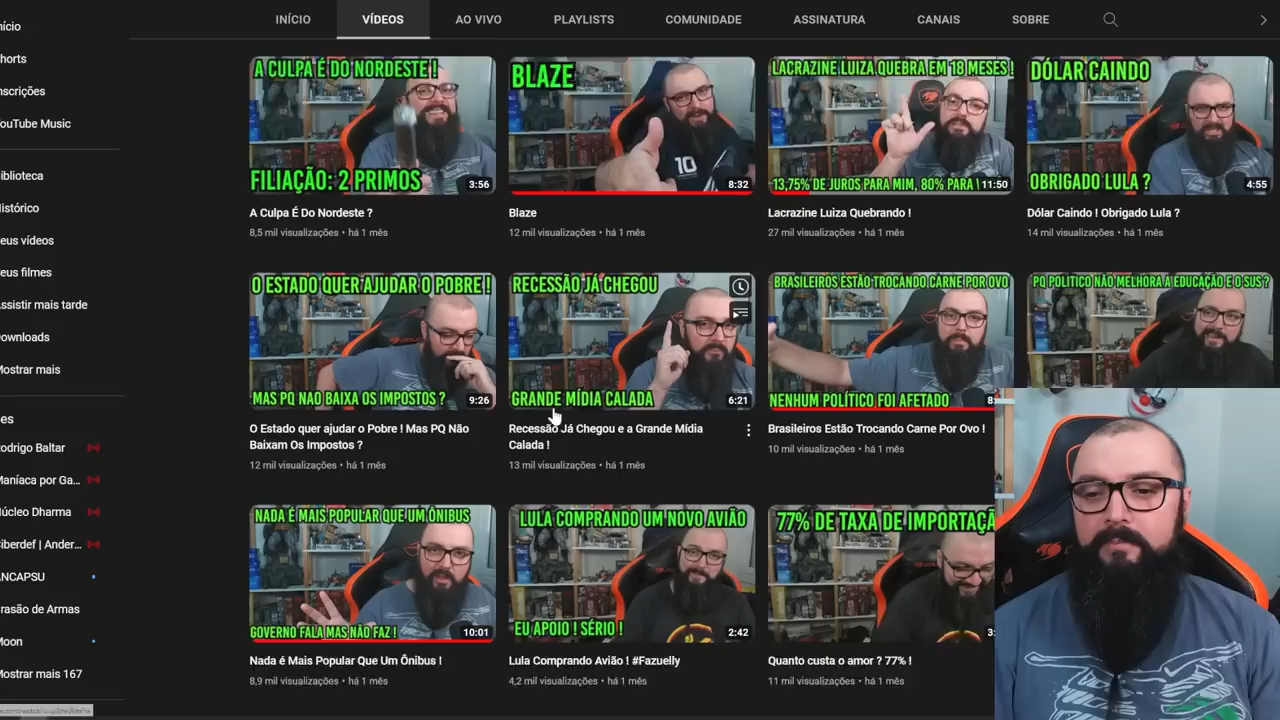 INÍCIO
VÍDEOS
AO VIVO
PLAYLISTS
COMUNIDADE
ASSINATURA
CANAIS
SOBRE
ício
horts
nscrições
YouTube Music
iblioteca
istórico
eus vídeos
eus filmes
ssistir mais tarde
ownloads
ostrar mais
es
odrigo Baltar
aníaca por Ga...
úcleo Dharma
iberdef | Ander...
NCAPSU
rasão de Armas
oon
ostrar mais 167
A CULPA É DO NORDESTE !
FILIAÇÃO: 2 PRIMOS
3:56
A Culpa É Do Nordeste ?
8,5 mil visualizações • há 1 mês
BLAZE
10
8:32
Blaze
12 mil visualizações • há 1 mês
LACRAZINE LUIZA QUEBRA EM 18 MESES !
13,75% DE JUROS PARA MIM, 80% PARA
11:50
Lacrazine Luiza Quebrando !
27 mil visualizações • há 1 mês
DÓLAR CAINDO
OBRIGADO LULA ?
4:55
Dólar Caindo ! Obrigado Lula ?
14 mil visualizações • há 1 mês
O ESTADO QUER AJUDAR O POBRE !
MAS PQ NAO BAIXA OS IMPOSTOS ?
9:26
O Estado quer ajudar o Pobre ! Mas PQ Não
Baixam Os Impostos ?
12 mil visualizações • há 1 mês
RECESSÃO JÁ CHEGOU
GRANDE MÍDIA CALADA
6:21
Recessão Já Chegou e a Grande Mídia
Calada !
13 mil visualizações • há 1 mês
BRASILEIROS ESTÃO TROCANDO CARNE POR OVO
NENHUM POLÍTICO FOI AFETADO
8:
Brasileiros Estão Trocando Carne Por Ovo !
10 mil visualizações • há 1 mês
PQ POLITICO NÃO MELHORA A EDUCAÇÃO E O SUS ?
NADA É MAIS POPULAR QUE UM ÔNIBUS
GOVERNO FALA MAS NÃO FAZ !
10:01
Nada é Mais Popular Que Um Ônibus !
8,9 mil visualizações • há 1 mês
LULA COMPRANDO UM NOVO AVIÃO
EU APOIO ! SÉRIO !
2:42
Lula Comprando Avião ! #Fazuelly
4,2 mil visualizações • há 1 mês
77% DE TAXA DE IMPORTAÇÃ
3:
Quanto custa o amor ? 77% !
11 mil visualizações • há 1 mês